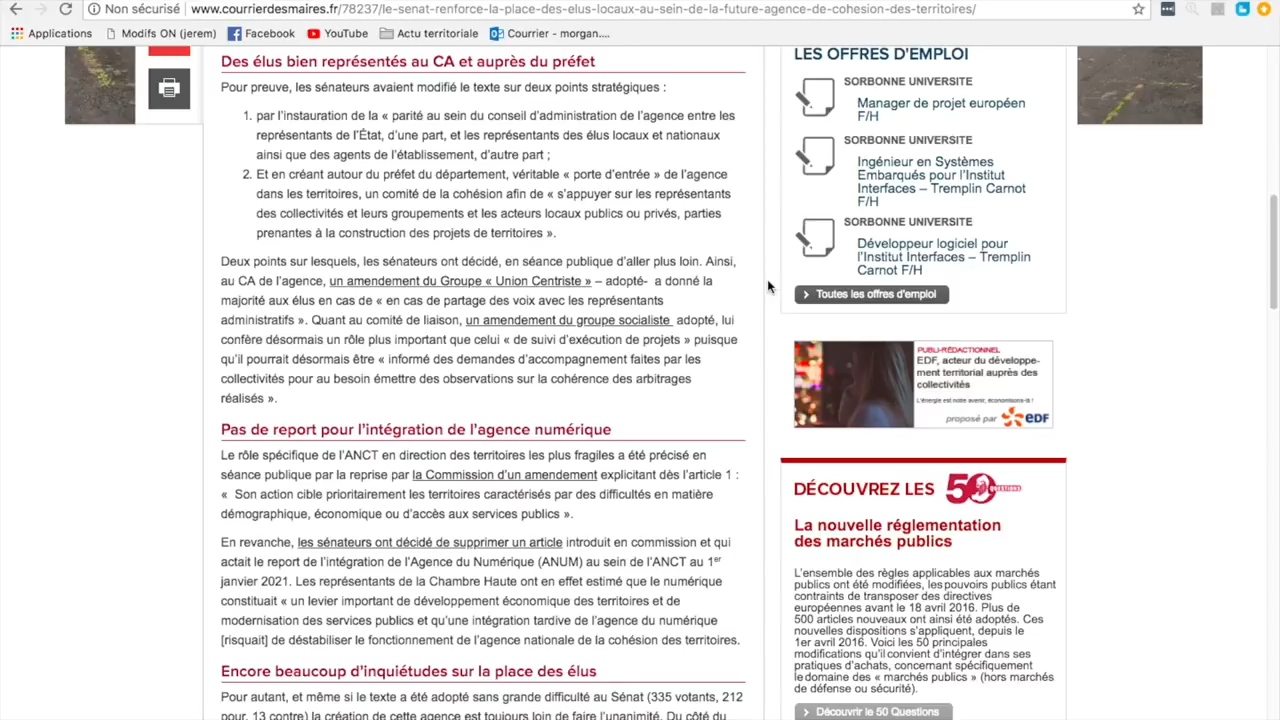 Non sécurisé | www.courrierdesmaires.fr/78237/le-senat-renforce-la-place-des-elus-locaux-au-sein-de-la-future-agence-de-cohesion-des-territoires/
Applications
Modifs ON (jerem)
Facebook
YouTube
Actu territoriale
Courrier - morgan....
Des élus bien représentés au CA et auprès du préfet
Pour preuve, les sénateurs avaient modifié le texte sur deux points stratégiques :
1. par l'instauration de la « parité au sein du conseil d'administration de l'agence entre les
représentants de l'État, d'une part, et les représentants des élus locaux et nationaux
ainsi que des agents de l'établissement, d'autre part ;
2. Et en créant autour du préfet du département, véritable « porte d'entrée » de l'agence
dans les territoires, un comité de la cohésion afin de « s'appuyer sur les représentants
des collectivités et leurs groupements et les acteurs locaux publics ou privés, parties
prenantes à la construction des projets de territoires ».
Deux points sur lesquels, les sénateurs ont décidé, en séance publique d'aller plus loin. Ainsi,
au CA de l'agence, un amendement du Groupe « Union Centriste » – adopté- a donné la
majorité aux élus en cas de « en cas de partage des voix avec les représentants
administratifs ». Quant au comité de liaison, un amendement du groupe socialiste adopté, lui
confère désormais un rôle plus important que celui « de suivi d'exécution de projets » puisque
qu'il pourrait désormais être « informé des demandes d'accompagnement faites par les
collectivités pour au besoin émettre des observations sur la cohérence des arbitrages
réalisés ».
Pas de report pour l'intégration de l'agence numérique
Le rôle spécifique de l'ANCT en direction des territoires les plus fragiles a été précisé en
séance publique par la reprise par la Commission d'un amendement explicitant dès l'article 1 :
« Son action cible prioritairement les territoires caractérisés par des difficultés en matière
démographique, économique ou d'accès aux services publics ».
En revanche, les sénateurs ont décidé de supprimer un article introduit en commission et qui
actait le report de l'intégration de l'Agence du Numérique (ANUM) au sein de l'ANCT au 1er
janvier 2021. Les représentants de la Chambre Haute ont en effet estimé que le numérique
constituait « un levier important de développement économique des territoires et de
modernisation des services publics et qu'une intégration tardive de l'agence du numérique
[risquait] de déstabiliser le fonctionnement de l'agence nationale de la cohésion des territoires.
Encore beaucoup d'inquiétudes sur la place des élus
Pour autant, et même si le texte a été adopté sans grande difficulté au Sénat (335 votants, 212
pour, 13 contre) la création de cette agence est toujours loin de faire l'unanimité. Du côté du
LES OFFRES D'EMPLOI
SORBONNE UNIVERSITE
Manager de projet européen
F/H
SORBONNE UNIVERSITE
Ingénieur en Systèmes
Embarqués pour l'Institut
Interfaces – Tremplin Carnot
F/H
SORBONNE UNIVERSITE
Développeur logiciel pour
l'Institut Interfaces – Tremplin
Carnot F/H
Toutes les offres d'emploi
PUBLI-RÉDACTIONNEL
EDF, acteur du développe-
ment territorial auprès des
collectivités
L'énergie est notre avenir, économisons-la !
proposé par EDF
DÉCOUVREZ LES 50 QUESTIONS
La nouvelle réglementation
des marchés publics
L'ensemble des règles applicables aux marchés
publics ont été modifiées, les pouvoirs publics étant
contraints de transposer des directives
européennes avant le 18 avril 2016. Plus de
500 articles nouveaux ont ainsi été adoptés. Ces
nouvelles dispositions s'appliquent, depuis le
1er avril 2016. Voici les 50 principales
modifications qu'il convient d'intégrer dans ses
pratiques d'achats, concernant spécifiquement
le domaine des « marchés publics » (hors marchés
de défense ou sécurité).
Découvrir le 50 Questions